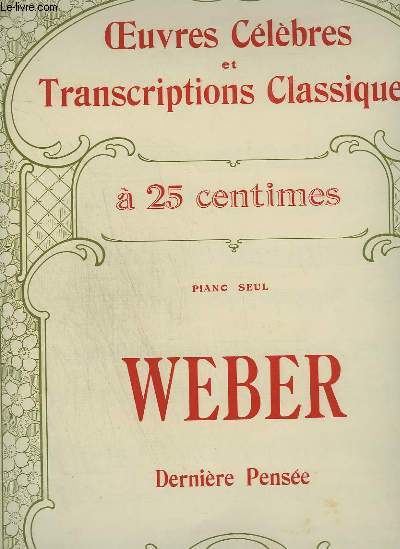 Le-livre.com
Œuvres Célèbres
et
Transcriptions Classique
à 25 centimes
PIANO SEUL
WEBER
Dernière Pensée